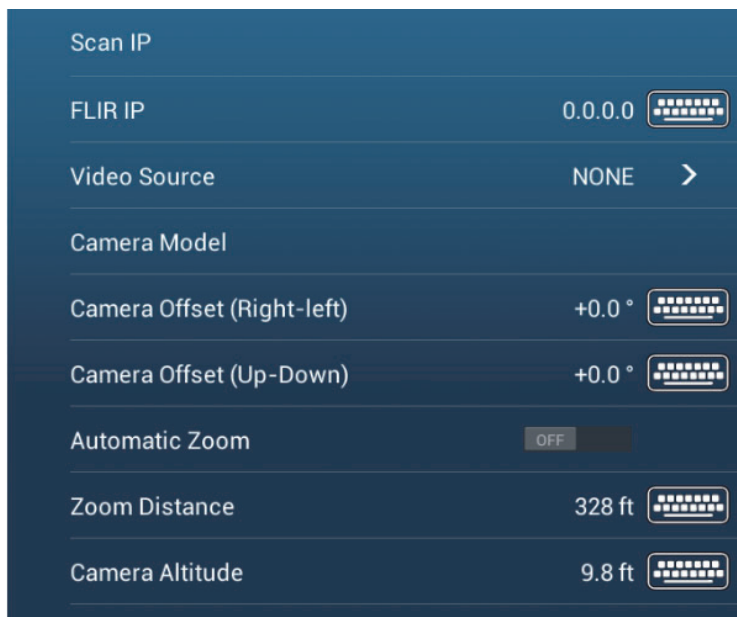 Scan IP
FLIR IP 0.0.0.0
Video Source NONE >
Camera Model
Camera Offset (Right-left) +0.0 °
Camera Offset (Up-Down) +0.0 °
Automatic Zoom OFF
Zoom Distance 328 ft
Camera Altitude 9.8 ft